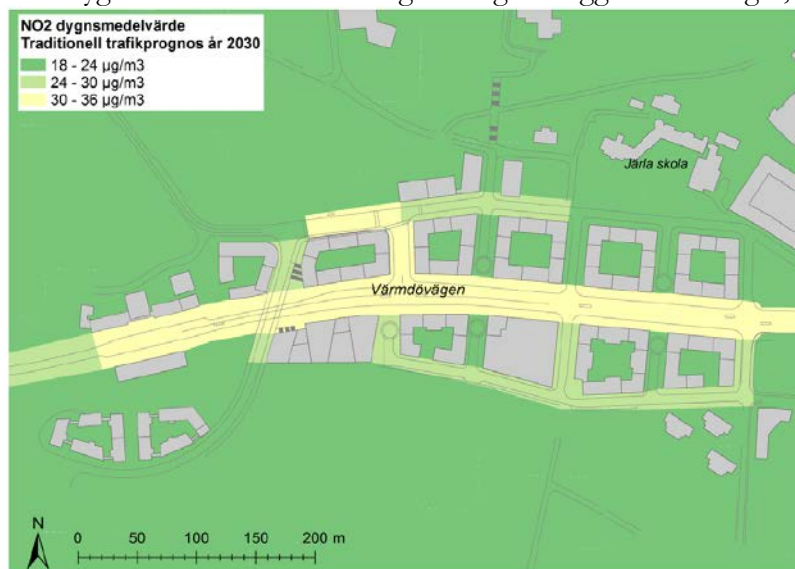 NO2 dygnsmedelvärde
Traditionell trafikprognos år 2030
18 - 24 µg/m3
24 - 30 µg/m3
30 - 36 µg/m3
Järla skola
Värmdövägen
N
0 50 100 150 200 m